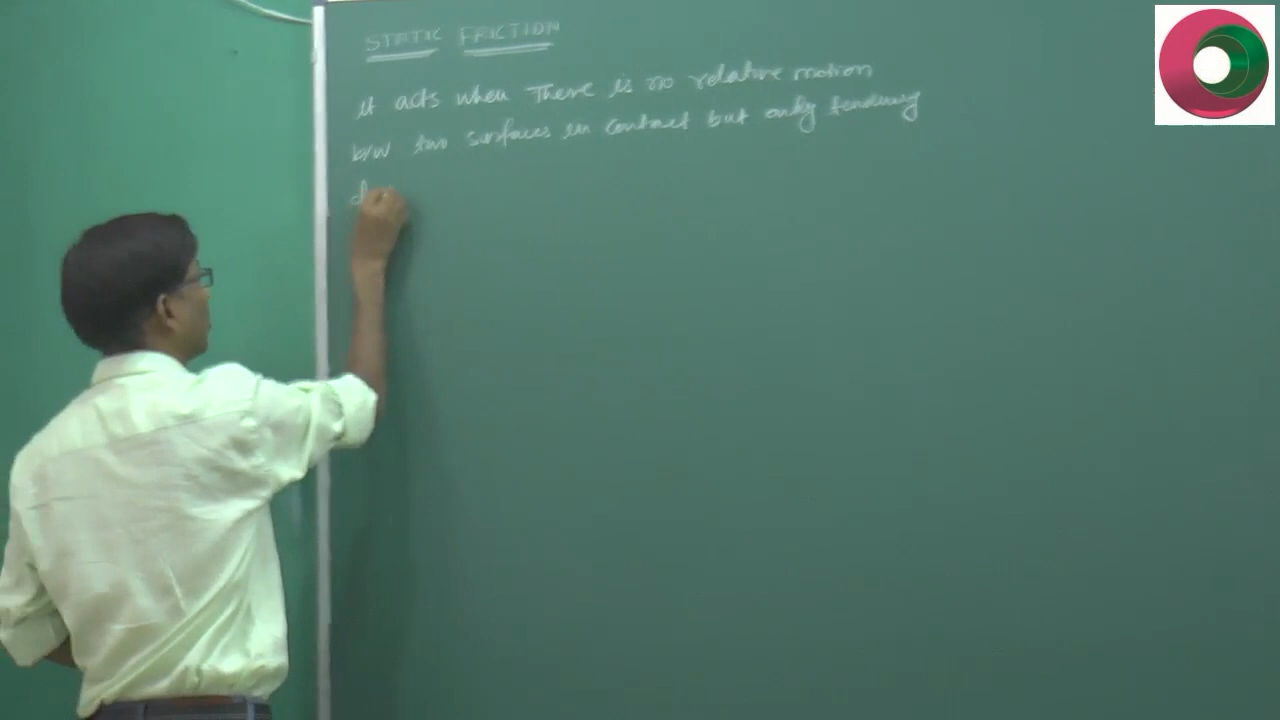 STATIC FRICTION
it acts when There is no relative motion
b/w two surfaces in contact but only tendency